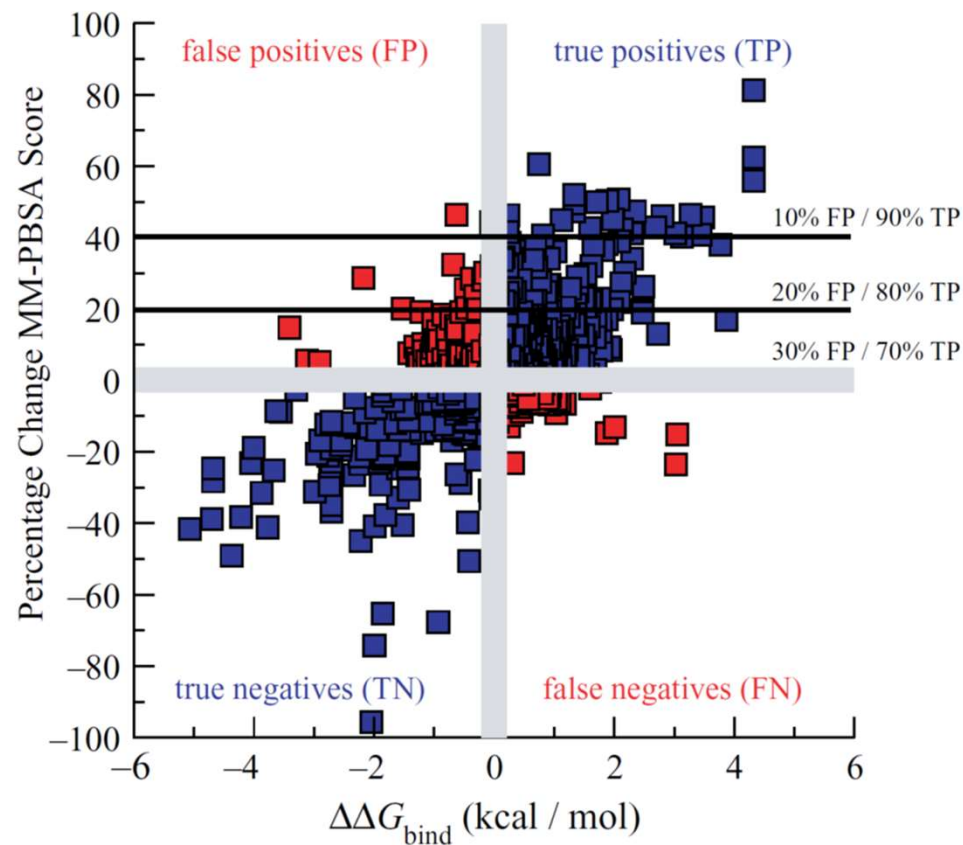 100
false positives (FP)
true positives (TP)
80
60
10% FP / 90% TP
40
20% FP / 80% TP
20
30% FP / 70% TP
0
Percentage Change MM-PBSA Score
–20
–40
–60
–80
true negatives (TN)
false negatives (FN)
–100
–6 –4 –2 0 2 4 6
ΔΔG_bind (kcal / mol)